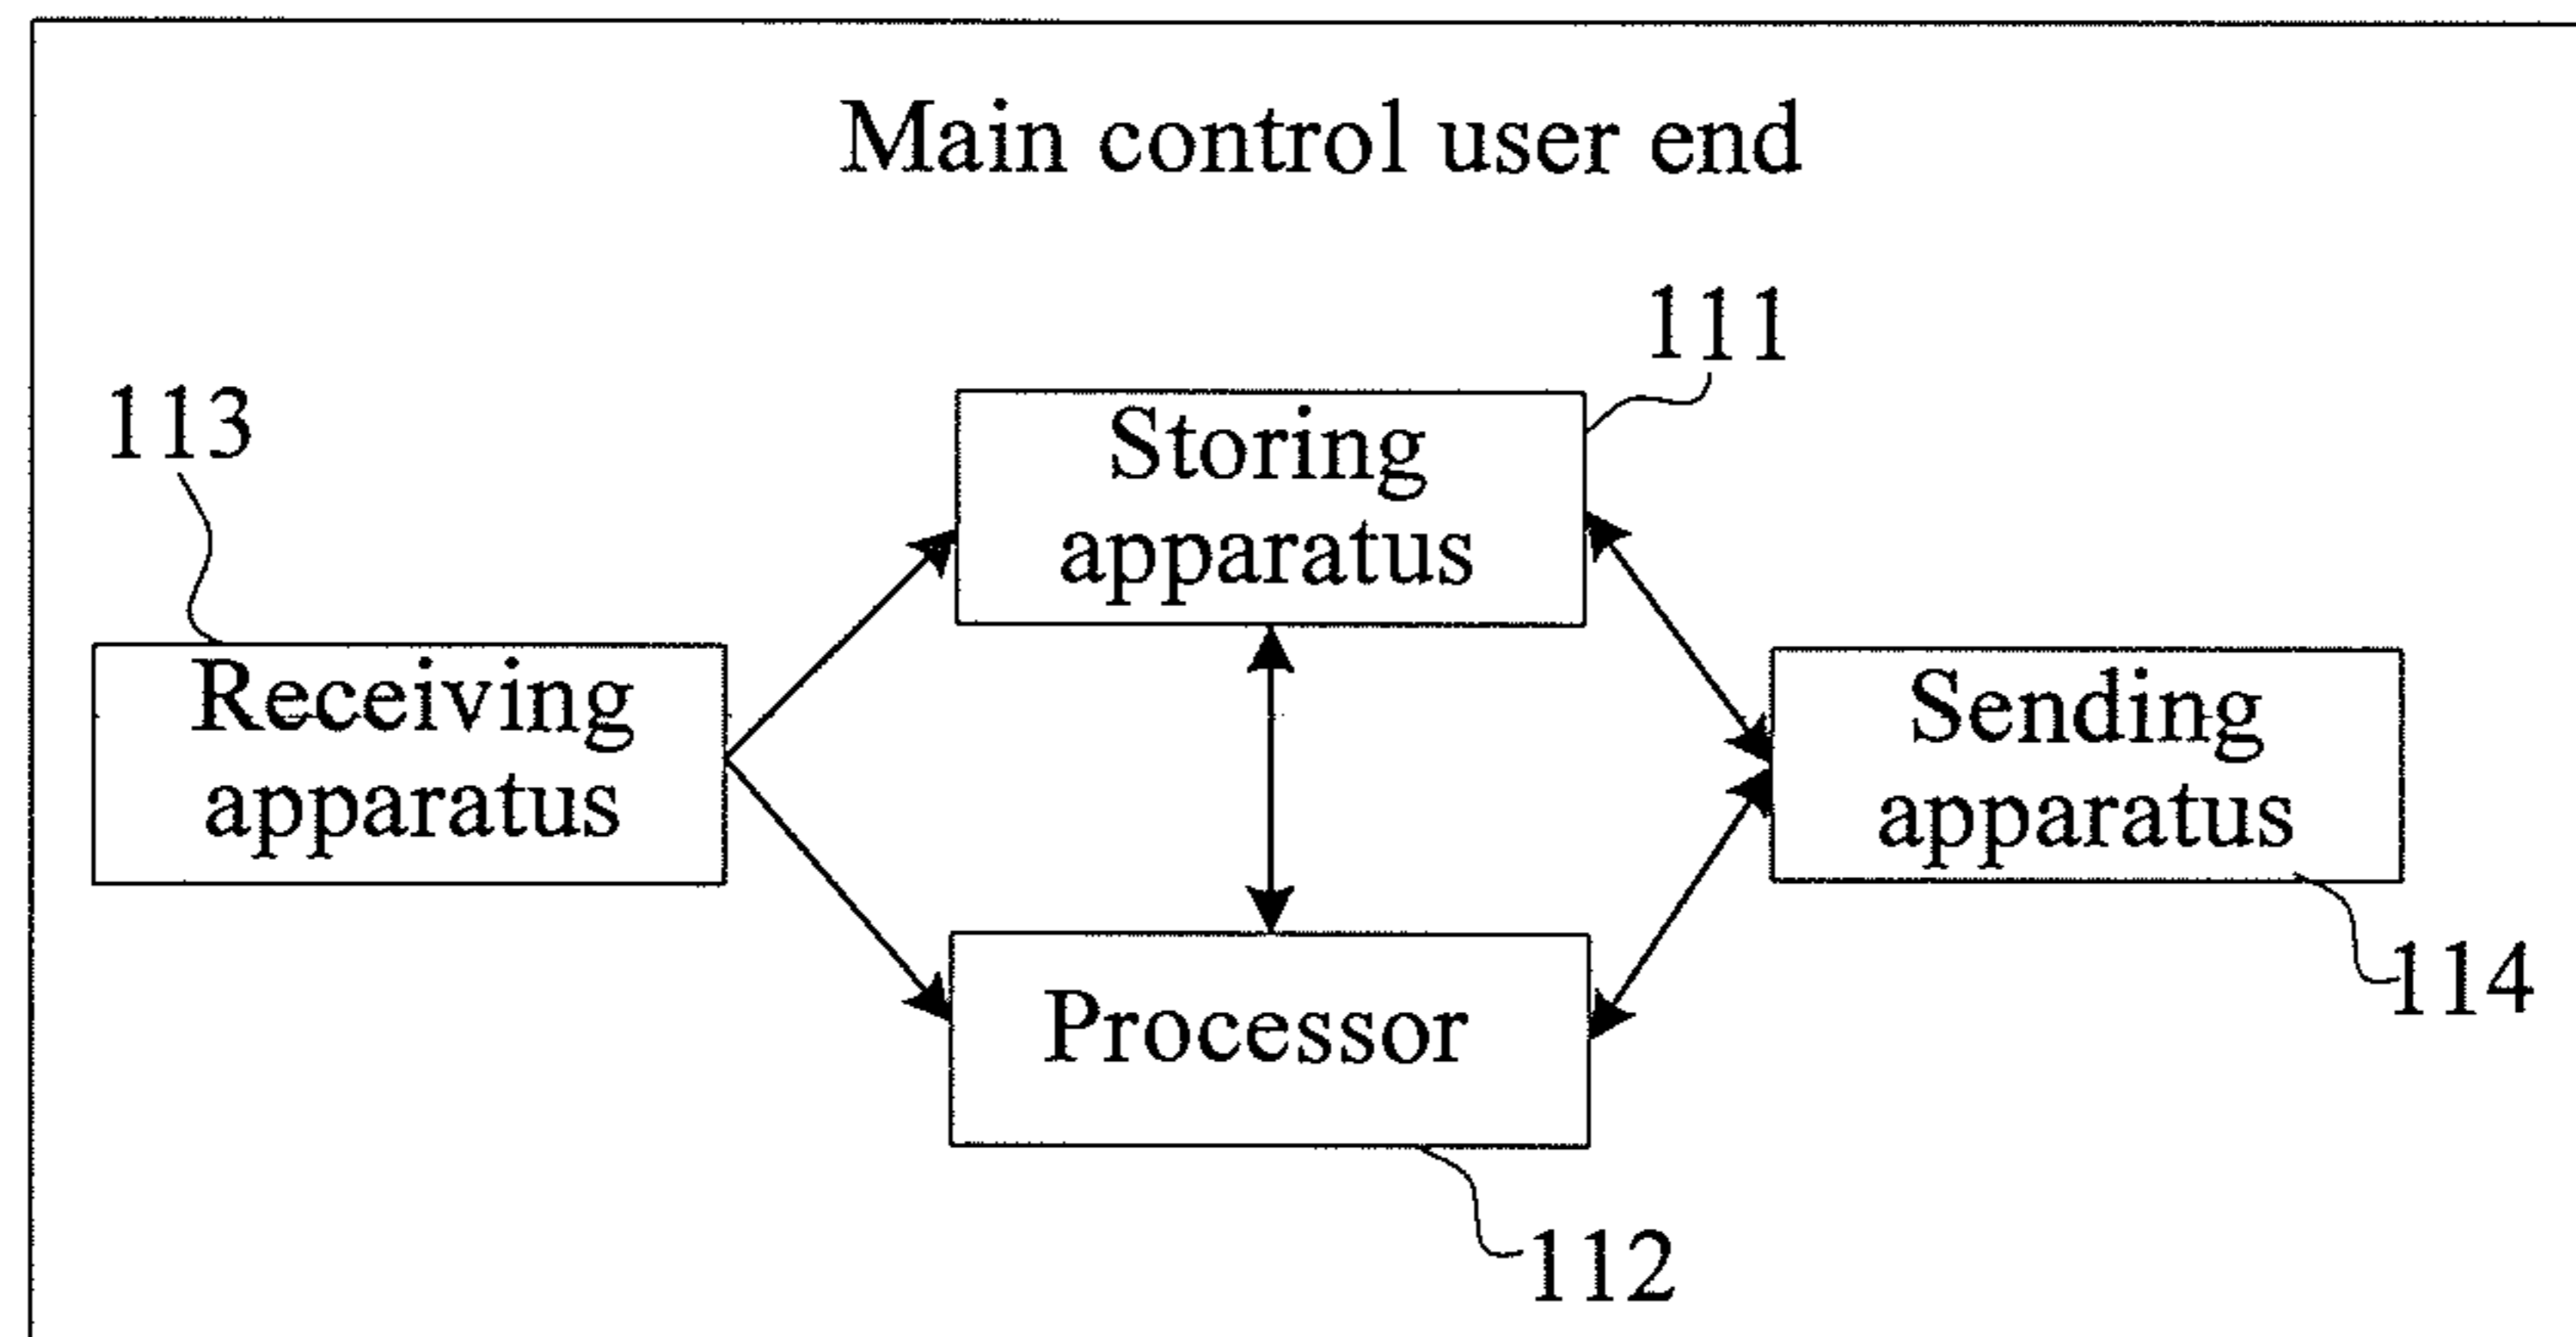 Main control user end
111
113
Storing
apparatus
Receiving
apparatus
Sending
apparatus
114
Processor
112